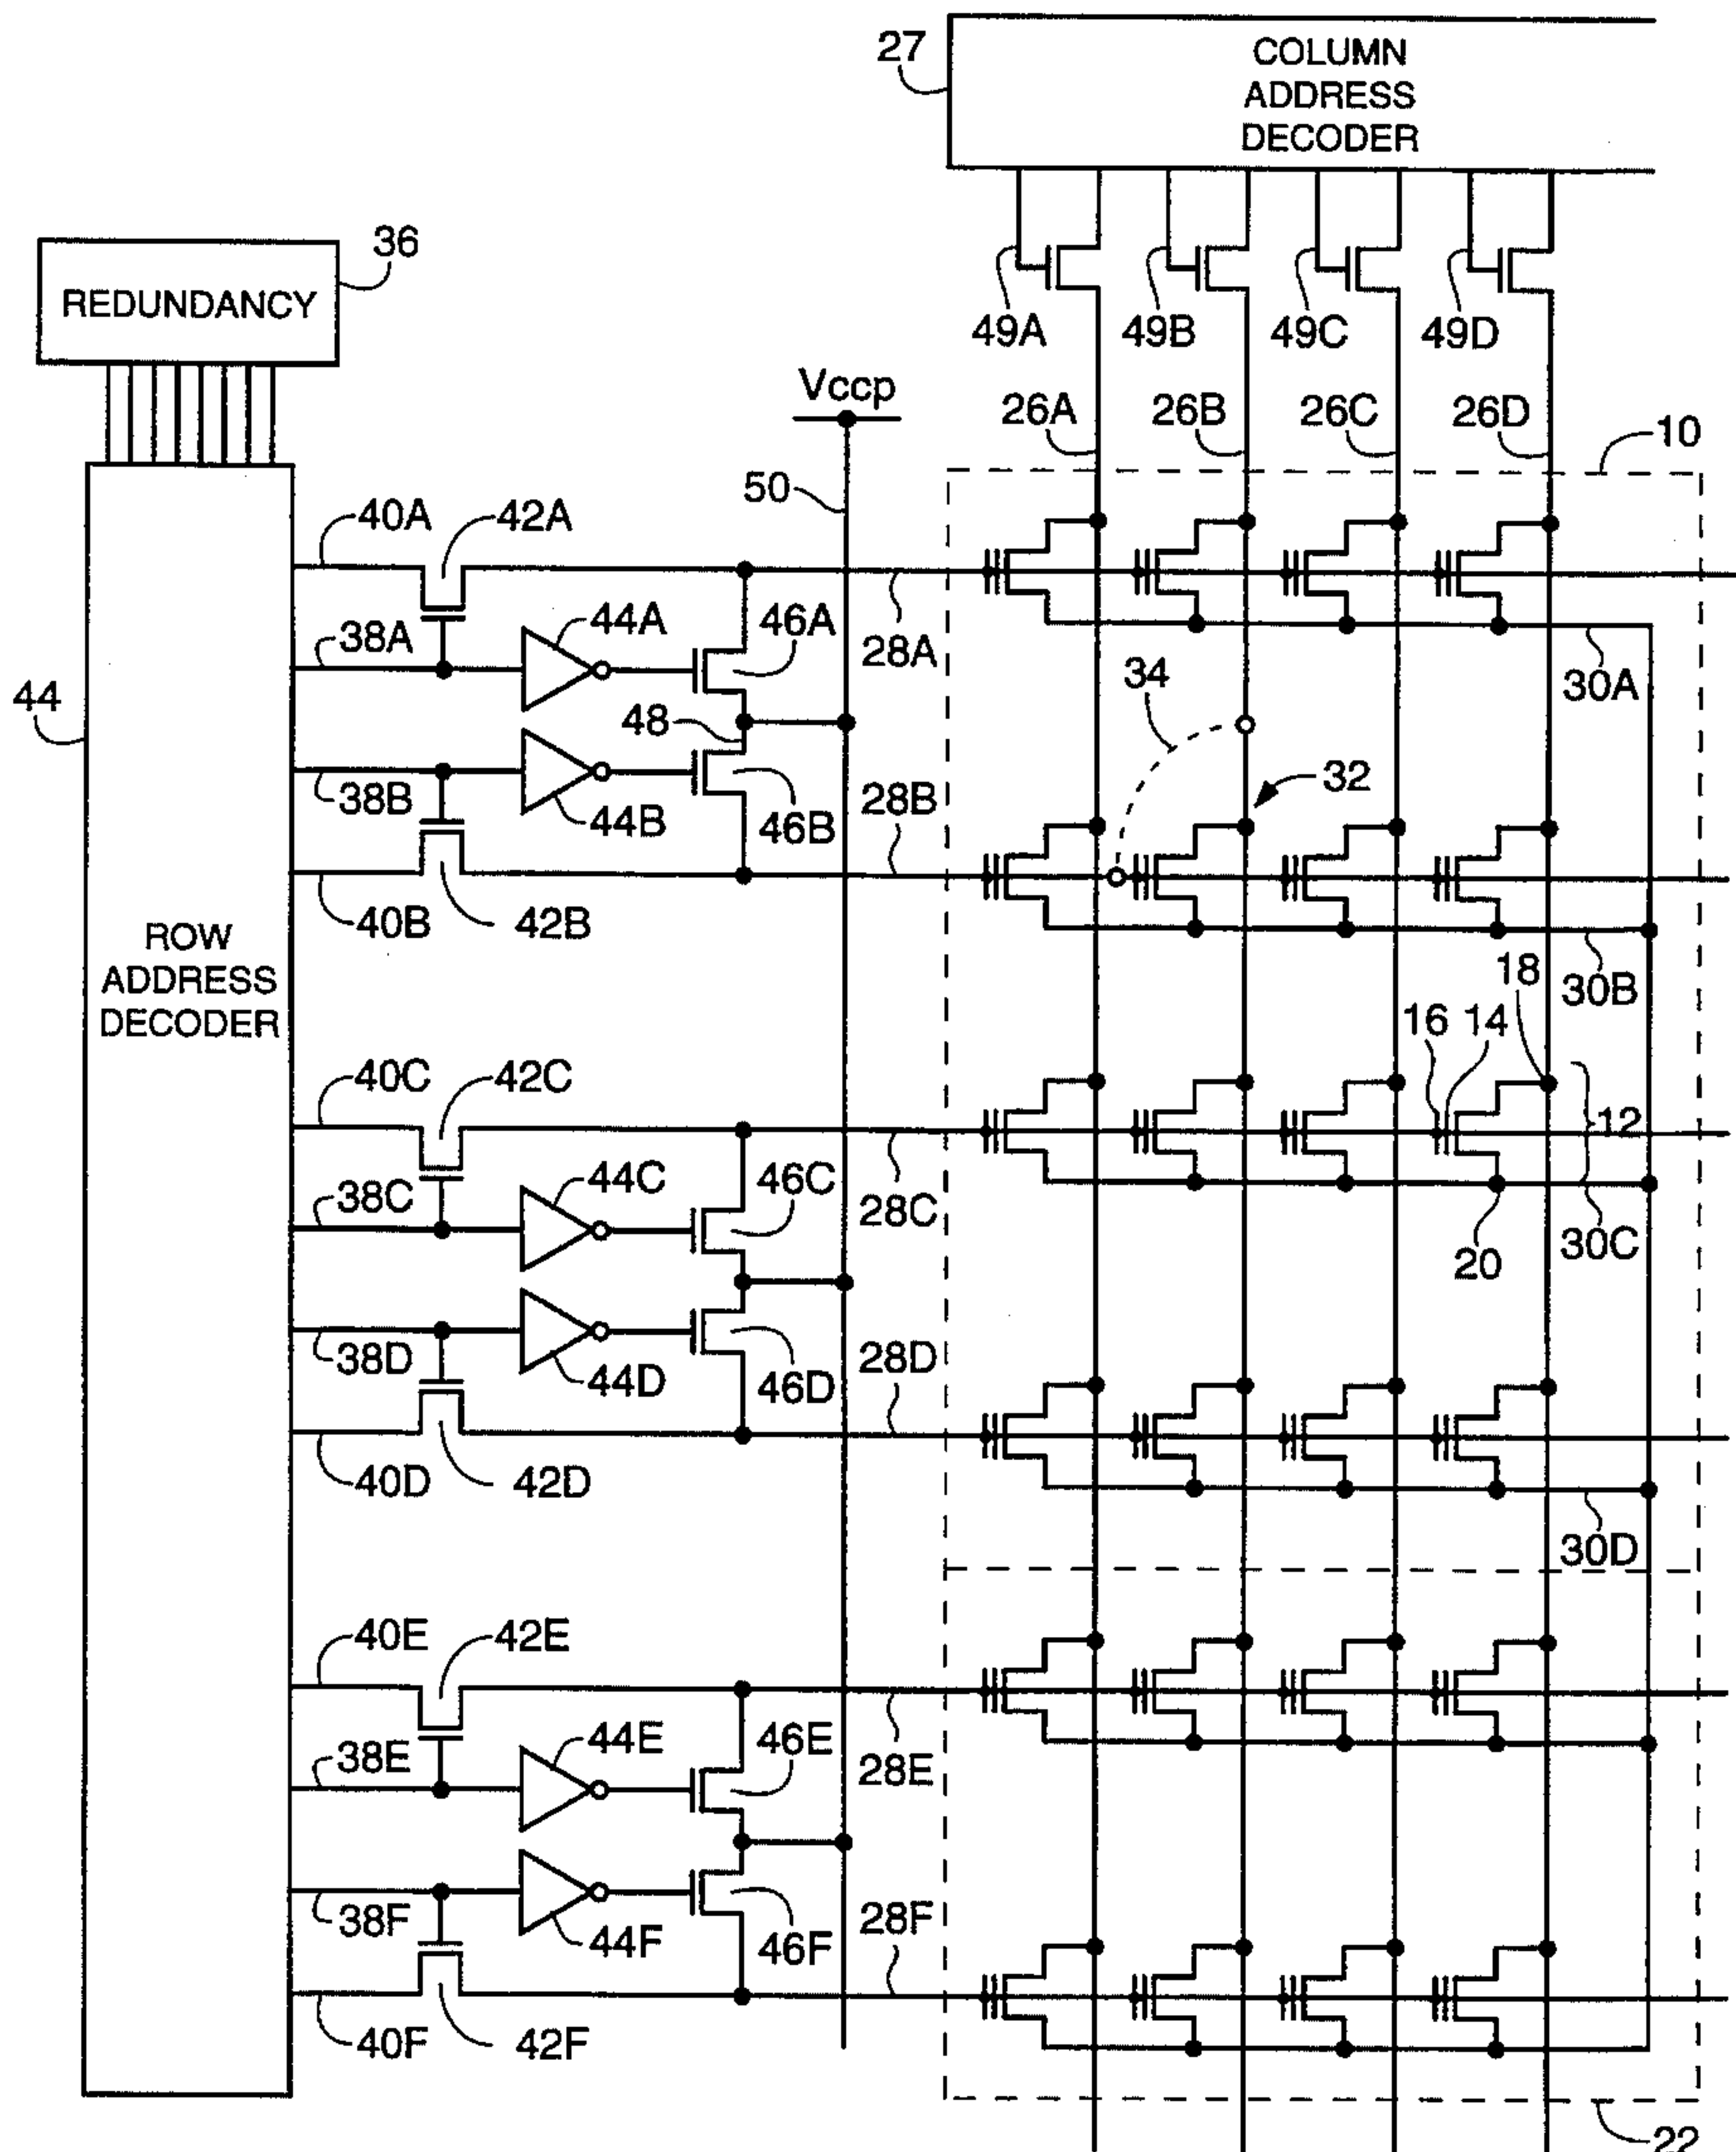 27
COLUMN
ADDRESS
DECODER
36
REDUNDANCY
49A
49B
49C
49D
Vccp
26A
26B
26C
26D
10
50
40A
42A
44A
46A
38A
28A
30A
44
48
34
32
38B
44B
46B
28B
40B
42B
30B
ROW
ADDRESS
DECODER
18
16
14
40C
42C
12
44C
46C
38C
28C
30C
20
38D
44D
46D
28D
40D
42D
30D
40E
42E
44E
46E
38E
28E
38F
44F
46F
28F
40F
42F
22